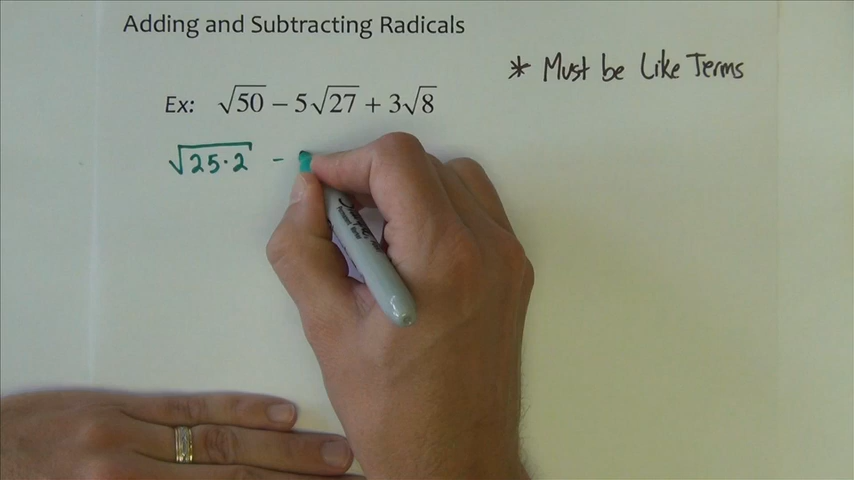 Adding and Subtracting Radicals
* Must be Like Terms
Ex: √50 − 5√27 + 3√8
√25·2 −